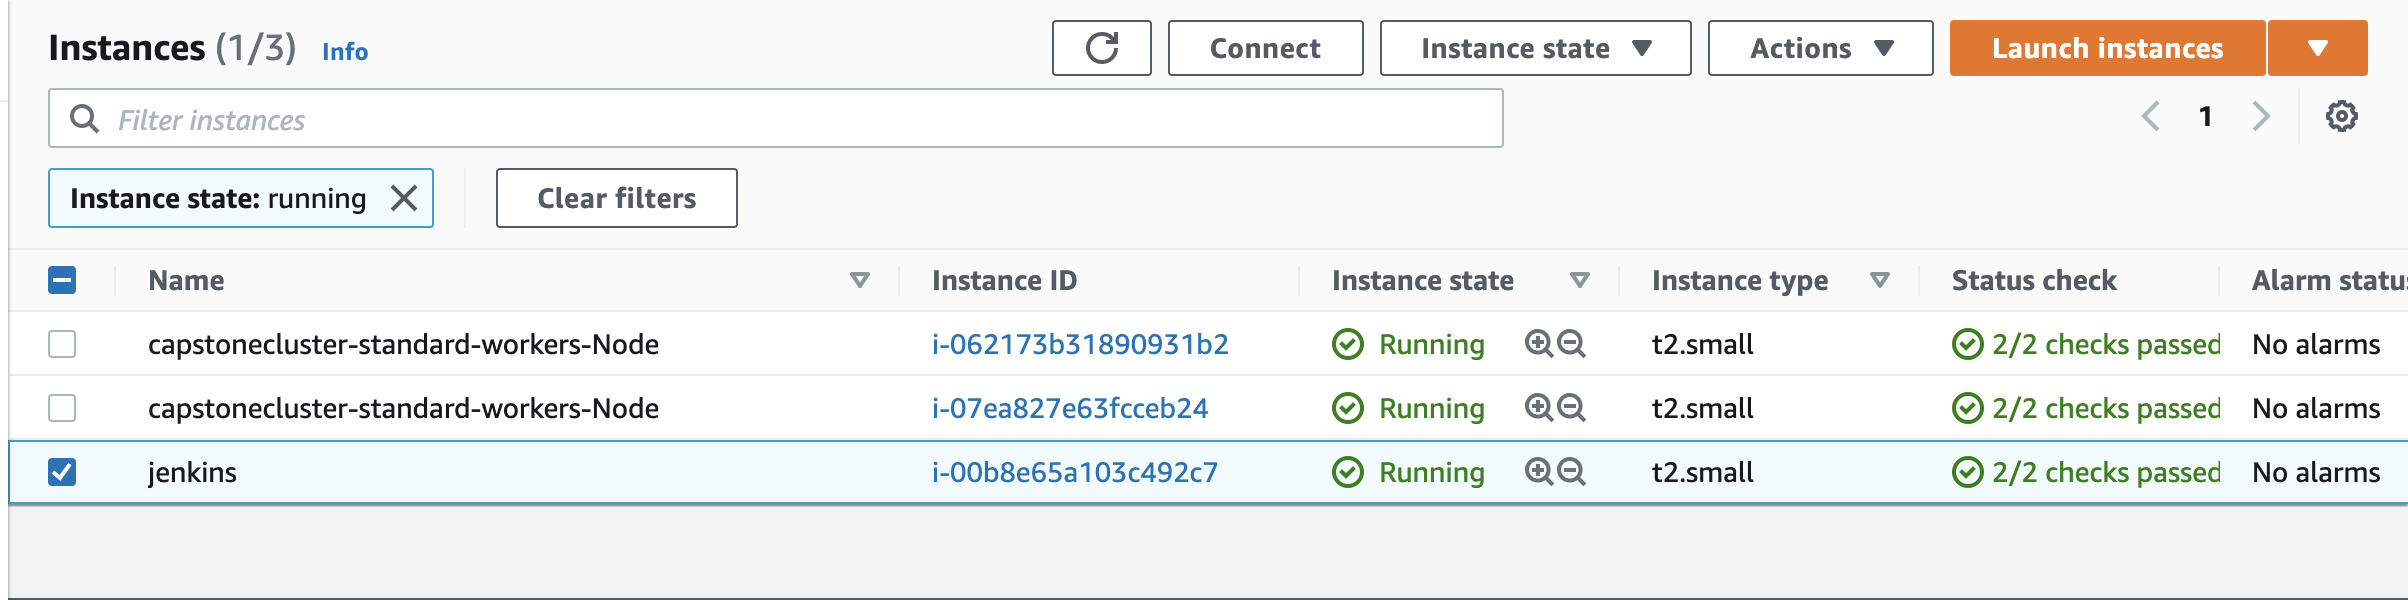 Instances (1/3) Info Connect Instance state Actions Launch instances
Filter instances 1
Instance state: running Clear filters
Name Instance ID Instance state Instance type Status check Alarm status
capstonecluster-standard-workers-Node i-062173b31890931b2 Running t2.small 2/2 checks passed No alarms
capstonecluster-standard-workers-Node i-07ea827e63fcceb24 Running t2.small 2/2 checks passed No alarms
jenkins i-00b8e65a103c492c7 Running t2.small 2/2 checks passed No alarms